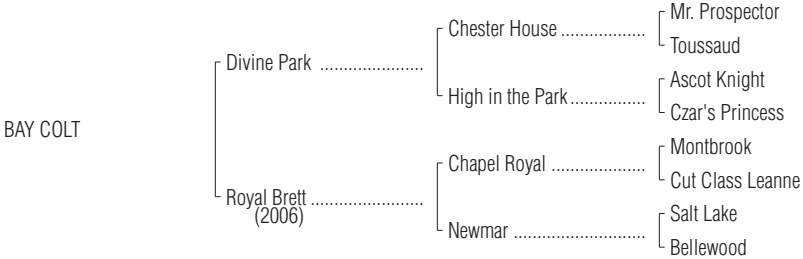 Mr. Prospector
Chester House ..................
Toussaud
Divine Park ......................
Ascot Knight
High in the Park................
Czar's Princess
BAY COLT
Montbrook
Chapel Royal ....................
Cut Class Leanne
Royal Brett ........................
(2006)
Salt Lake
Newmar ............................
Bellewood